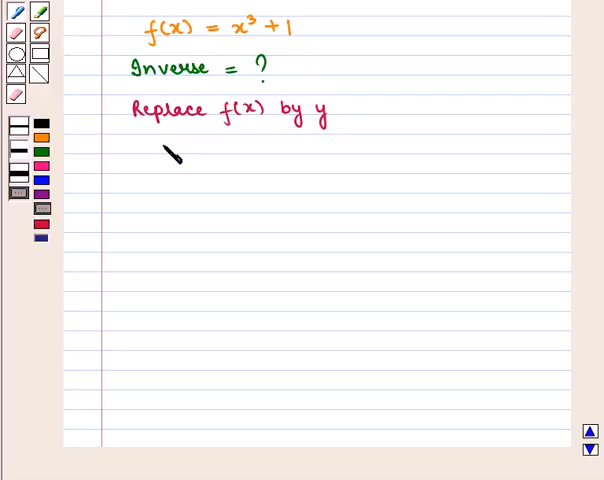 f(x) = x³ + 1
Inverse = ?
Replace f(x) by y